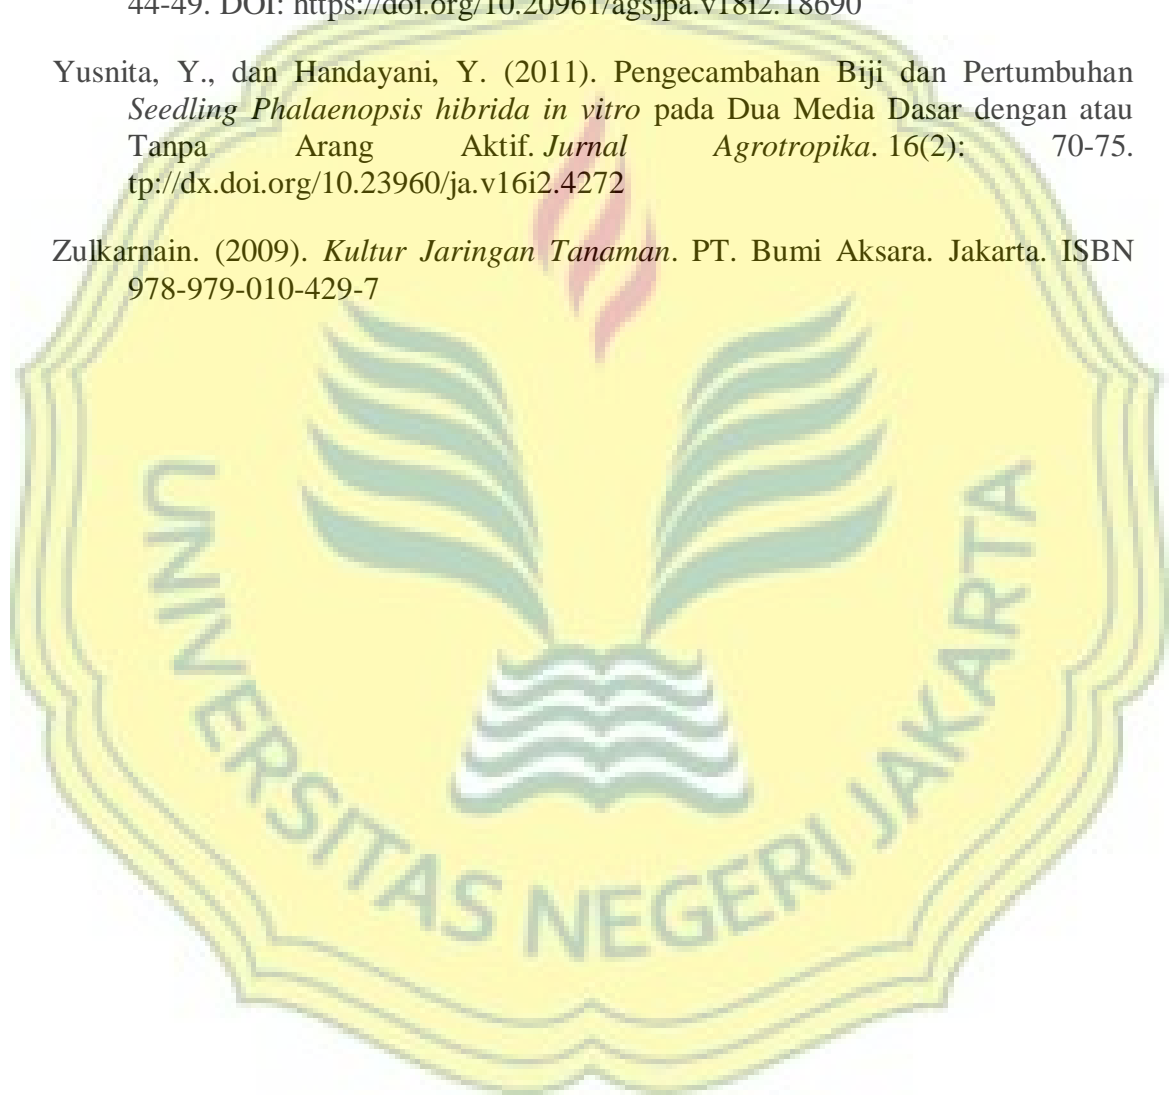 44-49. DOI: https://doi.org/10.20961/agsjpa.v18i2.18690
Yusnita, Y., dan Handayani, Y. (2011). Pengecambahan Biji dan Pertumbuhan
Seedling Phalaenopsis hibrida in vitro pada Dua Media Dasar dengan atau
Tanpa Arang Aktif. Jurnal Agrotropika. 16(2): 70-75.
tp://dx.doi.org/10.23960/ja.v16i2.4272
Zulkarnain. (2009). Kultur Jaringan Tanaman. PT. Bumi Aksara. Jakarta. ISBN
978-979-010-429-7
UNIVERSITAS NEGERI JAKARTA